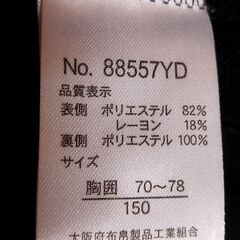 No. 88557YD
品質表示
表側 ポリエステル 82%
レーヨン 18%
裏側 ポリエステル 100%
サイズ
胸囲 70〜78
150
大阪府布帛製品工業組合